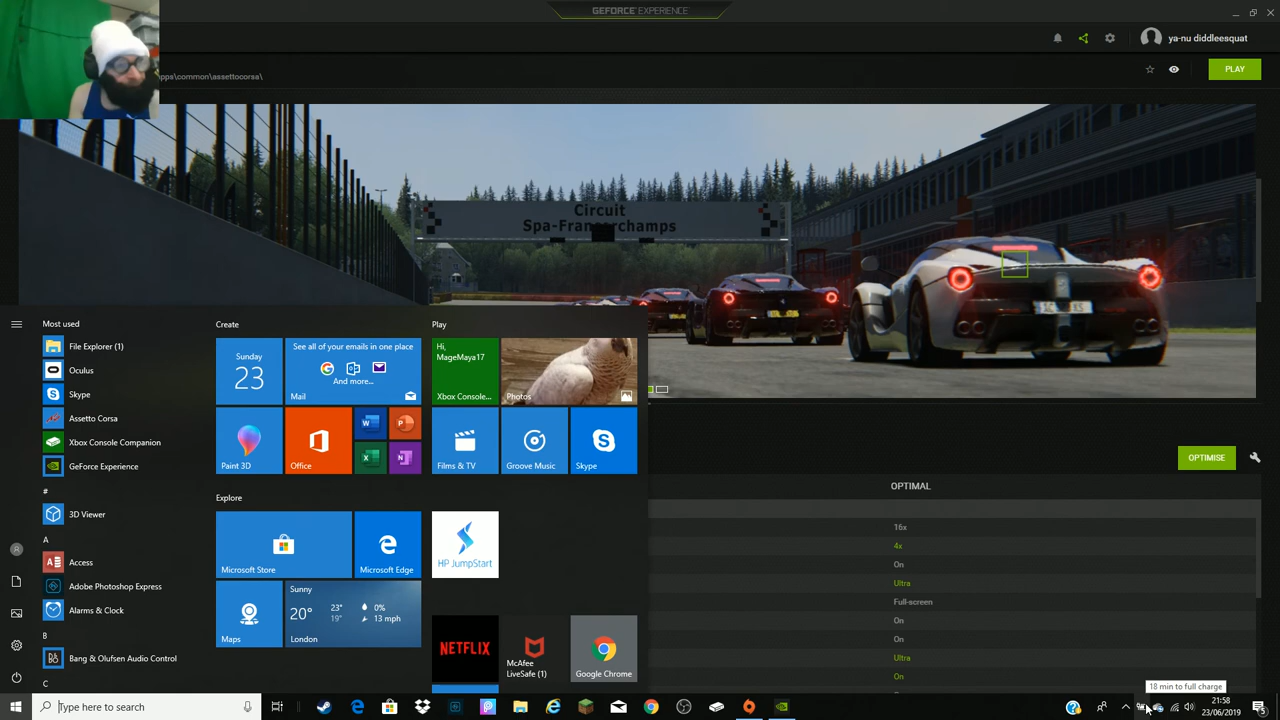 GEFORCE EXPERIENCE
ya-nu diddleesquat
pps\common\assettocorsa\
PLAY
Circuit
Spa-Francorchamps
Most used
File Explorer (1)
Oculus
Skype
Assetto Corsa
Xbox Console Companion
GeForce Experience
#
3D Viewer
A
Access
Adobe Photoshop Express
Alarms & Clock
B
Bang & Olufsen Audio Control
C
Create
Sunday
23
See all of your emails in one place
And more...
Mail
Paint 3D
Office
Explore
Microsoft Store
Microsoft Edge
Maps
Sunny
20°
23°
19°
0%
13 mph
London
Play
Hi,
MageMaya17
Xbox Console...
Photos
Films & TV
Groove Music
Skype
HP JumpStart
NETFLIX
McAfee
LiveSafe (1)
Google Chrome
OPTIMISE
OPTIMAL
16x
4x
On
Ultra
Full-screen
On
On
Ultra
On
18 min to full charge
Type here to search
21:58
23/06/2019
5